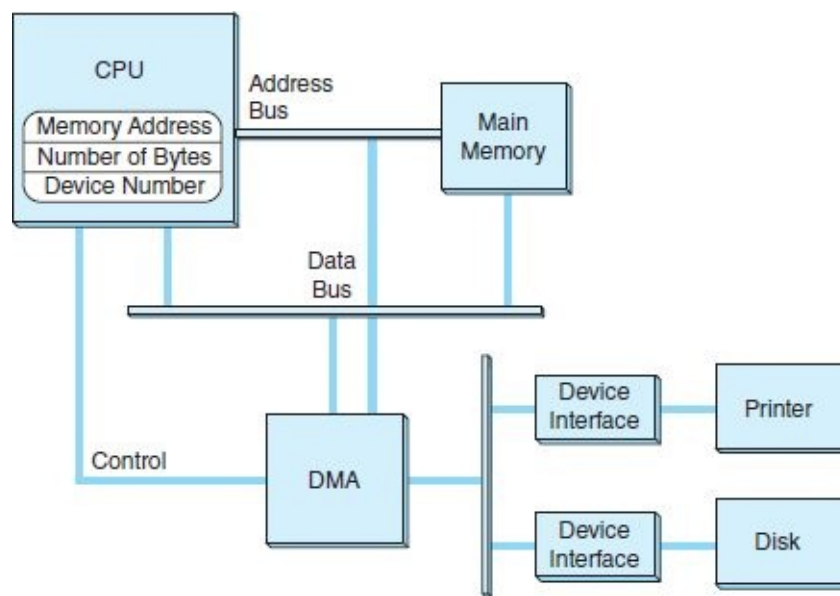 CPU
Memory Address
Number of Bytes
Device Number
Address
Bus
Main
Memory
Data
Bus
Control
DMA
Device
Interface
Printer
Device
Interface
Disk